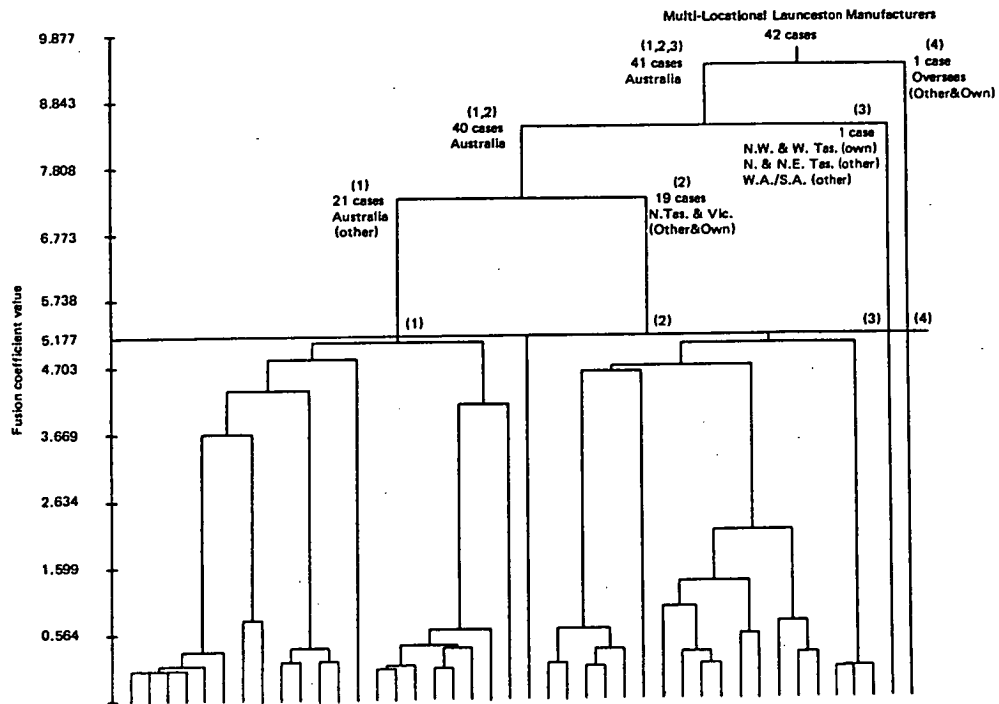 Multi-Locational Launceston Manufacturers
42 cases
9.877
(1,2,3)
41 cases
Australia
(4)
1 case
Overseas
(Other&Own)
8.843
(1,2)
40 cases
Australia
(3)
1 case
N.W. & W. Tas. (own)
N. & N.E. Tas. (other)
W.A./S.A. (other)
7.808
(1)
21 cases
Australia
(other)
(2)
19 cases
N.Tas. & Vic.
(Other&Own)
6.773
5.738
(1)
(2)
(3)
(4)
5.177
4.703
3.669
2.634
1.599
0.564
Fusion coefficient value